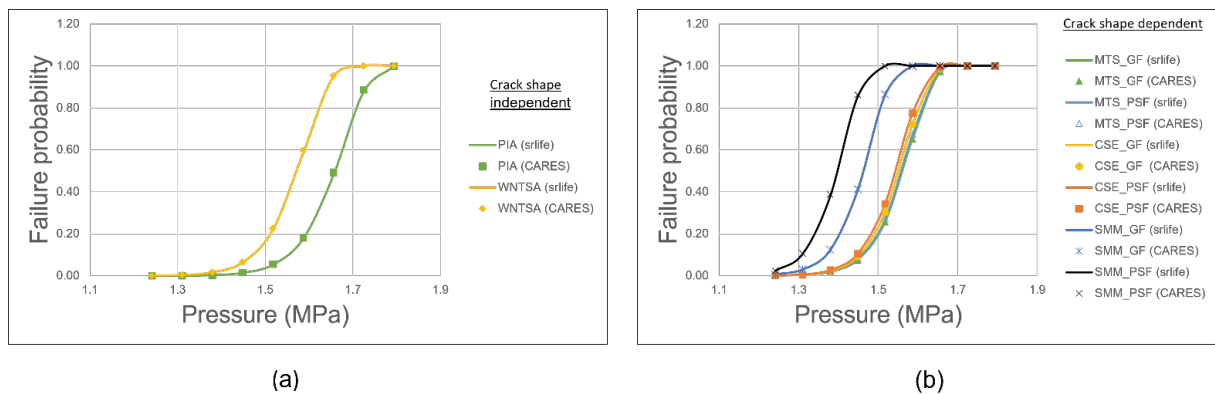 1.20
1.00
0.80
0.60
0.40
0.20
0.00
Failure probability
1.1
1.3
1.5
1.7
1.9
Pressure (MPa)
Crack shape
independent
PIA (srlife)
PIA (CARES)
WNTSA (srlife)
WNTSA (CARES)
(a)
1.20
1.00
0.80
0.60
0.40
0.20
0.00
Failure probability
1.1
1.3
1.5
1.7
1.9
Pressure (MPa)
Crack shape dependent
MTS_GF (srlife)
MTS_GF (CARES)
MTS_PSF (srlife)
MTS_PSF (CARES)
CSE_GF (srlife)
CSE_GF (CARES)
CSE_PSF (srlife)
CSE_PSF (CARES)
SMM_GF (srlife)
SMM_GF (CARES)
SMM_PSF (srlife)
SMM_PSF (CARES)
(b)